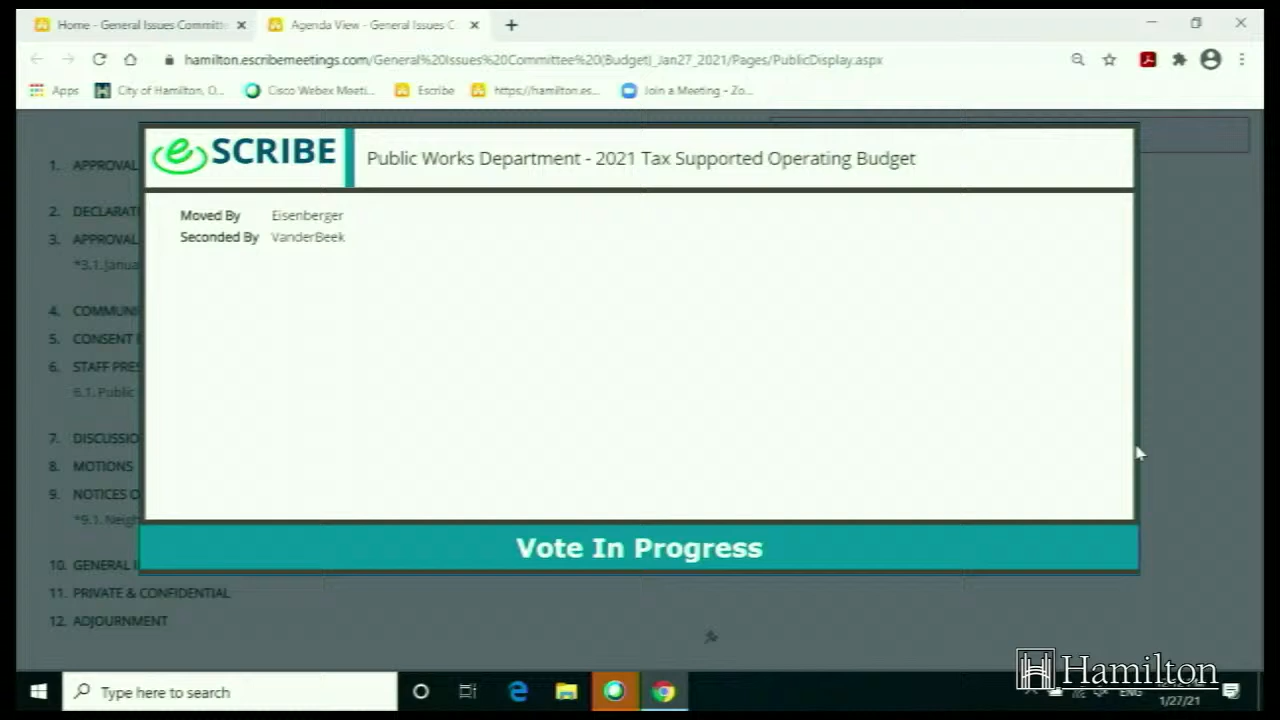 Home - General Issues Committe
Agenda View - General Issues C
hamilton.escribemeetings.com/General%20Issues%20Committee%20(Budget)_Jan27_2021/Pages/PublicDisplay.aspx
Apps
City of Hamilton, O...
Cisco Webex Meeti...
Escribe
https://hamilton.es...
Join a Meeting - Zo...
eSCRIBE
Public Works Department - 2021 Tax Supported Operating Budget
Moved By Eisenberger
Seconded By VanderBeek
1. APPROVAL
2. DECLARATI
3. APPROVAL
*3.1. Janua
4. COMMUNI
5. CONSENT
6. STAFF PRES
6.1. Public
7. DISCUSSIO
8. MOTIONS
9. NOTICES O
*9.1. Neigh
Vote In Progress
10. GENERAL I
11. PRIVATE & CONFIDENTIAL
12. ADJOURNMENT
Hamilton
Type here to search
ENG
1/27/21